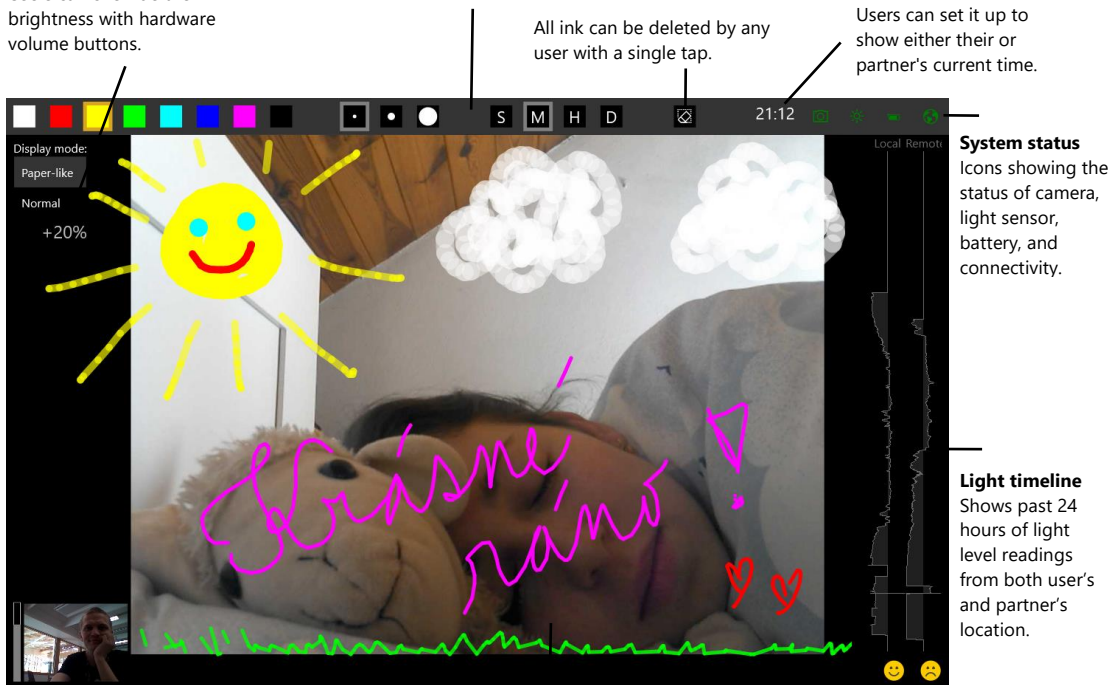 brightness with hardware
volume buttons.
All ink can be deleted by any
user with a single tap.
Users can set it up to
show either their or
partner's current time.
S M H D
21:12
Display mode:
Paper-like
Normal
+20%
Local Remote
System status
Icons showing the
status of camera,
light sensor,
battery, and
connectivity.
Krásné
ráno!
Light timeline
Shows past 24
hours of light
level readings
from both user's
and partner's
location.